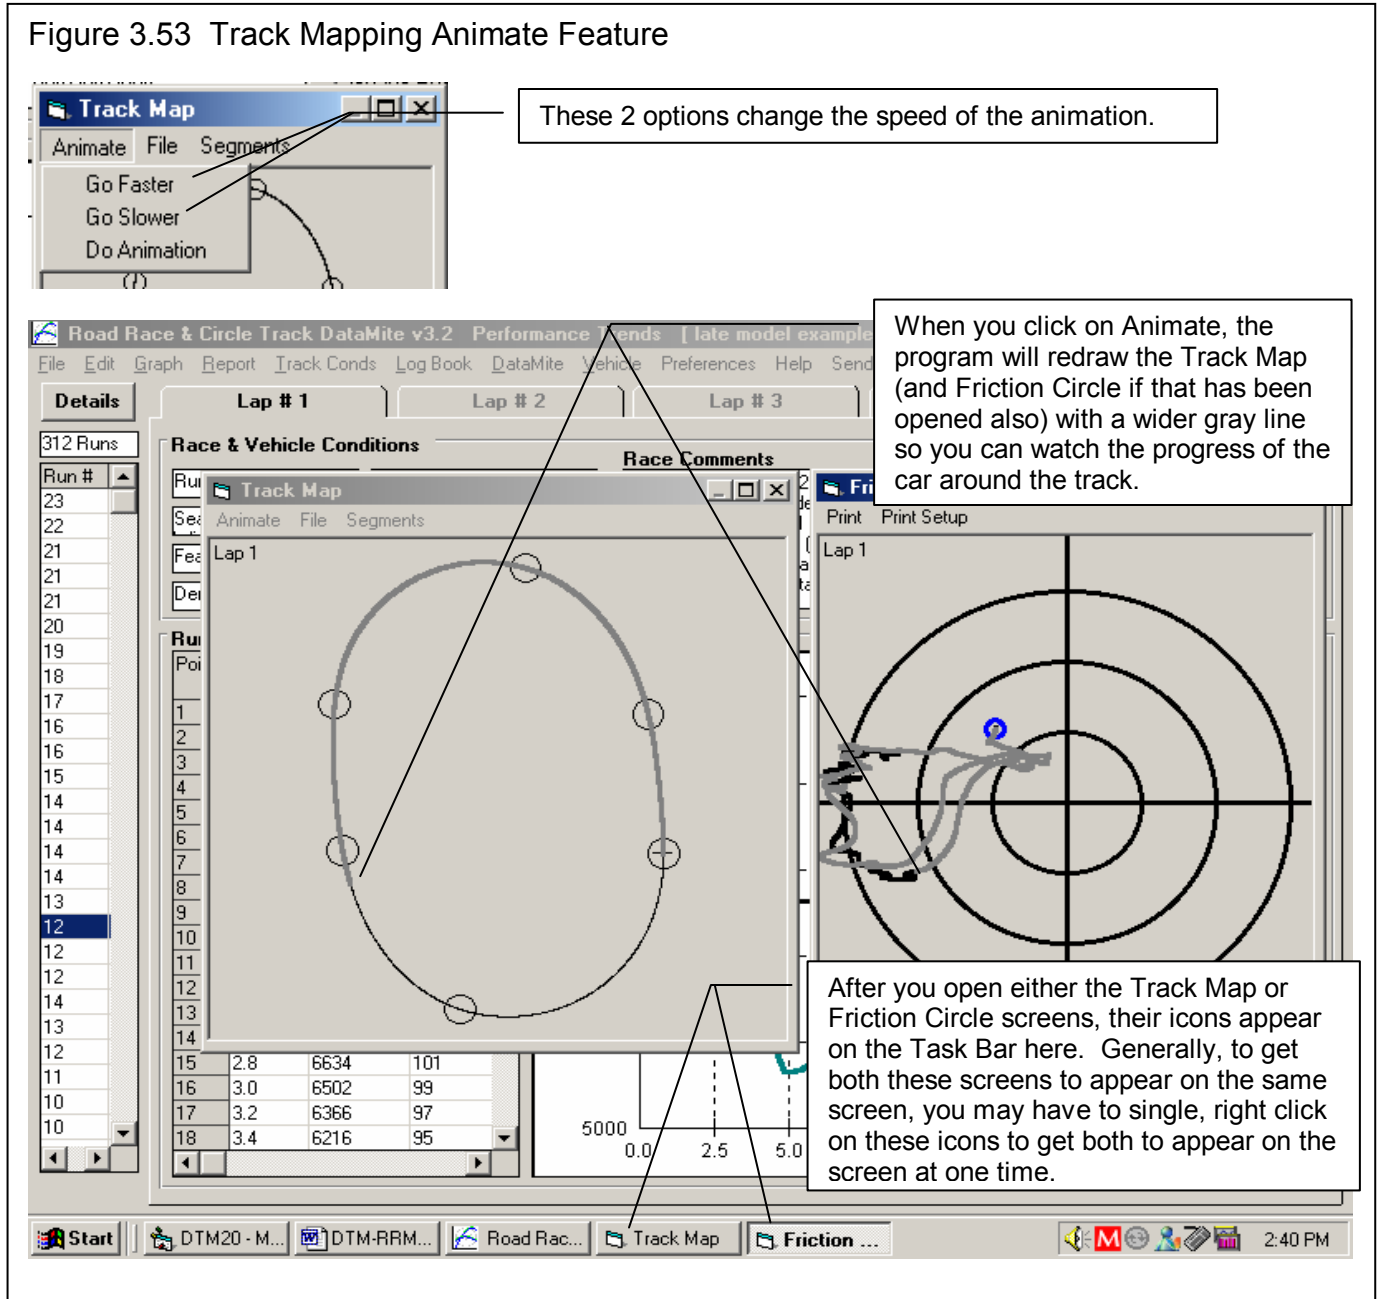 Figure 3.53  Track Mapping Animate Feature
Track Map
Animate File Segments
Go Faster
Go Slower
Do Animation
These 2 options change the speed of the animation.
Road Race & Circle Track DataMite v3.2   Performance Trends   [ late model example
File Edit Graph Report Track Conds Log Book DataMite Vehicle Preferences Help Send
When you click on Animate, the
program will redraw the Track Map
(and Friction Circle if that has been
opened also) with a wider gray line
so you can watch the progress of the
car around the track.
Details
Lap # 1
Lap # 2
Lap # 3
312 Runs
Race & Vehicle Conditions
Race Comments
Run #
23
22
21
21
21
20
19
18
17
16
16
15
14
14
14
14
13
12
12
12
14
13
12
11
10
10
Track Map
Animate File Segments
Lap 1
Print Print Setup
Lap 1
1
2
3
4
5
6
7
8
9
10
11
12
13
14
15 2.8 6634 101
16 3.0 6502 99
17 3.2 6366 97
18 3.4 6216 95
5000
0.0 2.5 5.0
After you open either the Track Map or
Friction Circle screens, their icons appear
on the Task Bar here.  Generally, to get
both these screens to appear on the same
screen, you may have to single, right click
on these icons to get both to appear on the
screen at one time.
Start DTM20 - M... DTM-RRM... Road Rac... Track Map Friction ... 2:40 PM